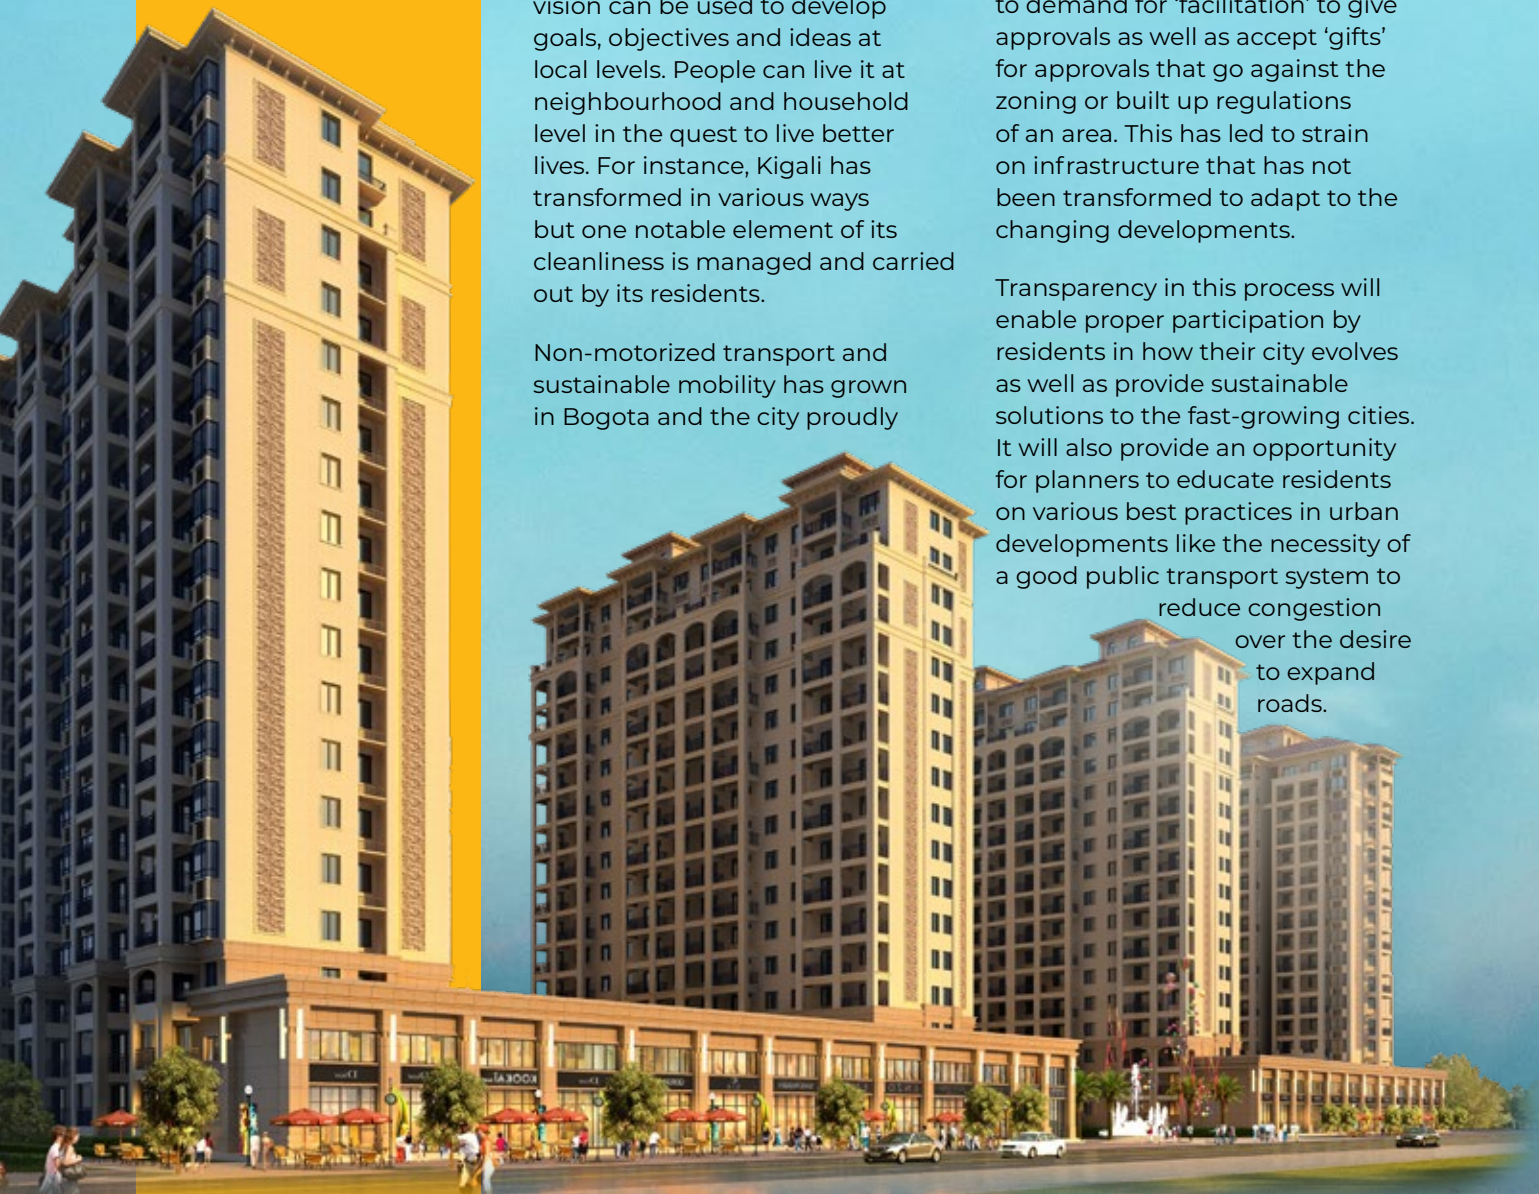 vision can be used to develop
goals, objectives and ideas at
local levels. People can live it at
neighbourhood and household
level in the quest to live better
lives. For instance, Kigali has
transformed in various ways
but one notable element of its
cleanliness is managed and carried
out by its residents.
Non-motorized transport and
sustainable mobility has grown
in Bogota and the city proudly
to demand for ‘facilitation’ to give
approvals as well as accept ‘gifts’
for approvals that go against the
zoning or built up regulations
of an area. This has led to strain
on infrastructure that has not
been transformed to adapt to the
changing developments.
Transparency in this process will
enable proper participation by
residents in how their city evolves
as well as provide sustainable
solutions to the fast-growing cities.
It will also provide an opportunity
for planners to educate residents
on various best practices in urban
developments like the necessity of
a good public transport system to
reduce congestion
over the desire
to expand
roads.